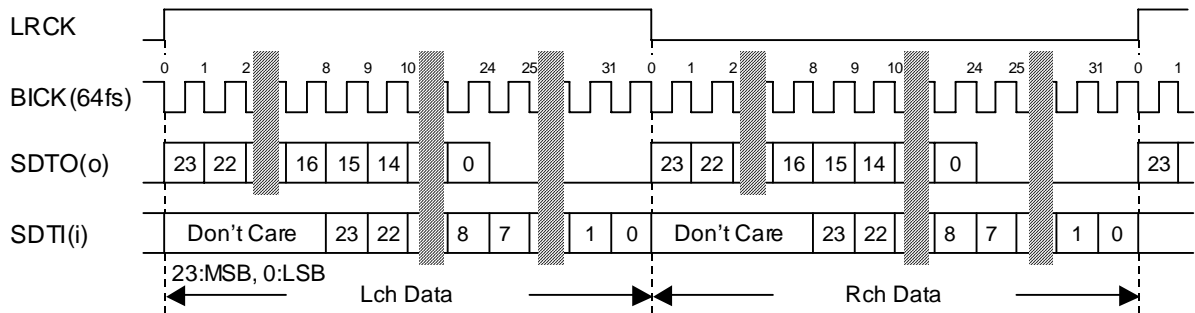 LRCK
0 1 2 8 9 10 24 25 31 0 1 2 8 9 10 24 25 31 0 1
BICK(64fs)
SDTO(o) 23 22 16 15 14 0 23 22 16 15 14 0 23
SDTI(i) Don't Care 23 22 8 7 1 0 Don't Care 23 22 8 7 1 0
23:MSB, 0:LSB
Lch Data Rch Data